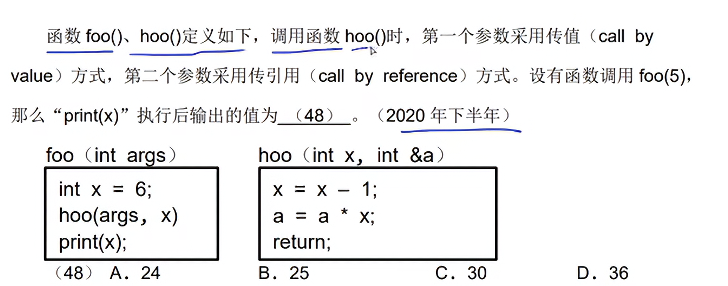 函数 foo()、hoo()定义如下，调用函数 hoo()时，第一个参数采用传值（call by
value）方式，第二个参数采用传引用（call by reference）方式。设有函数调用 foo(5)，
那么“print(x)”执行后输出的值为 （48） 。（2020 年下半年）
foo（int args） hoo（int x，int &a）
int x = 6; x = x – 1;
hoo(args，x) a = a * x;
print(x); return;
（48） A．24 B．25 C．30 D．36